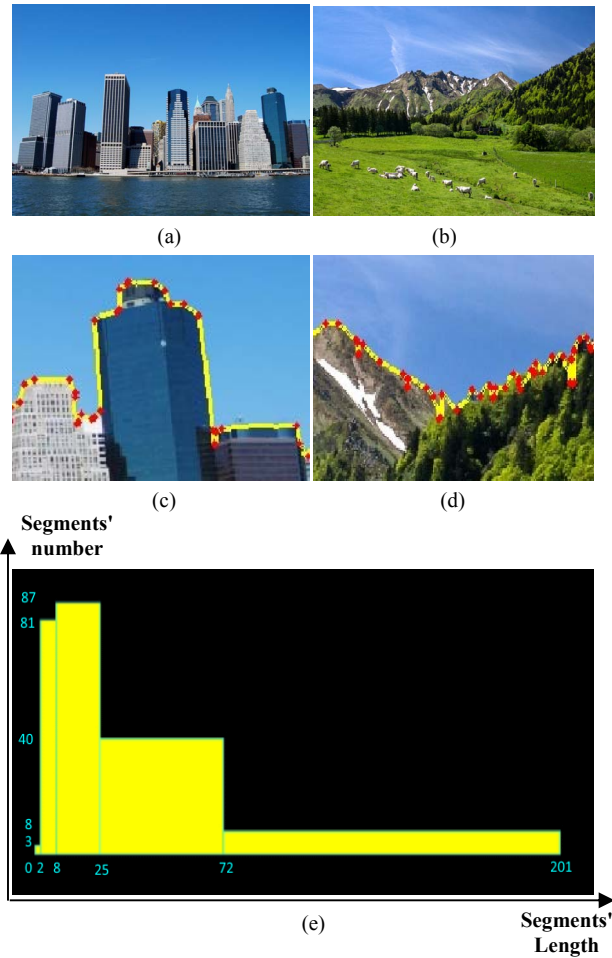 (a)
(b)
(c)
(d)
Segments'
number
87
81
40
8
3
0 2 8 25 72 201
(e)
Segments'
Length